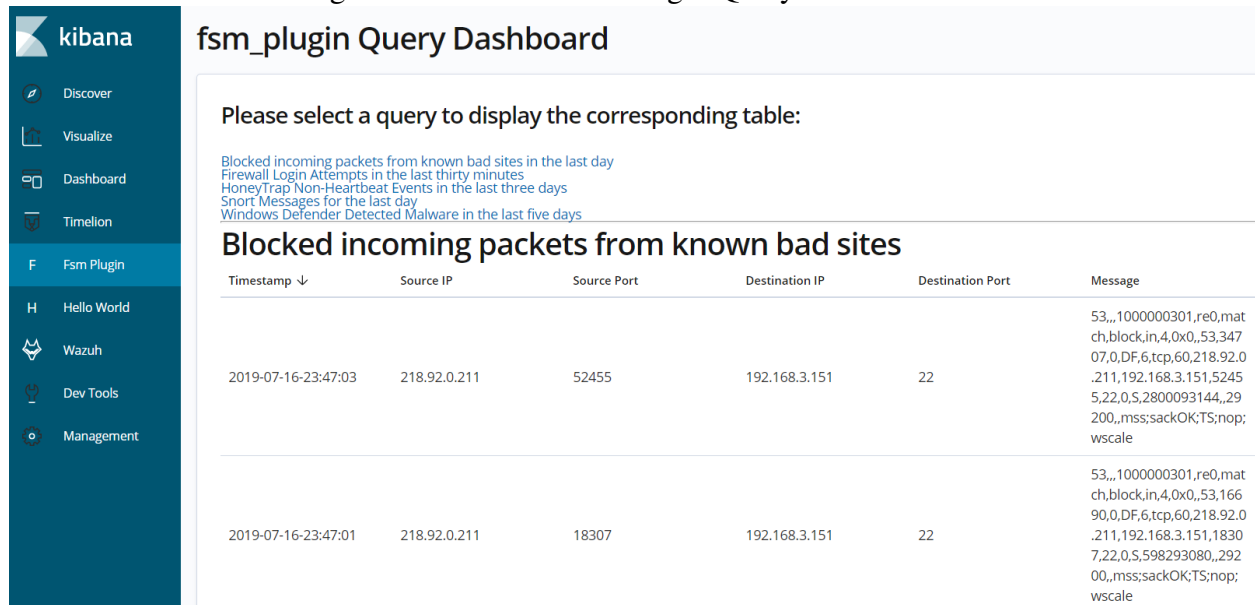 kibana
Discover
Visualize
Dashboard
Timelion
F Fsm Plugin
H Hello World
Wazuh
Dev Tools
Management
fsm_plugin Query Dashboard
Please select a query to display the corresponding table:
Blocked incoming packets from known bad sites in the last day
Firewall Login Attempts in the last thirty minutes
HoneyTrap Non-Heartbeat Events in the last three days
Snort Messages for the last day
Windows Defender Detected Malware in the last five days
Blocked incoming packets from known bad sites
Timestamp ↓ Source IP Source Port Destination IP Destination Port Message
2019-07-16-23:47:03 218.92.0.211 52455 192.168.3.151 22
53,,,1000000301,re0,mat
ch,block,in,4,0x0,,53,347
07,0,DF,6,tcp,60,218.92.0
.211,192.168.3.151,5245
5,22,0,S,2800093144,,29
200,,mss;sackOK;TS;nop;
wscale
2019-07-16-23:47:01 218.92.0.211 18307 192.168.3.151 22
53,,,1000000301,re0,mat
ch,block,in,4,0x0,,53,166
90,0,DF,6,tcp,60,218.92.0
.211,192.168.3.151,1830
7,22,0,S,598293080,,292
00,,mss;sackOK;TS;nop;
wscale